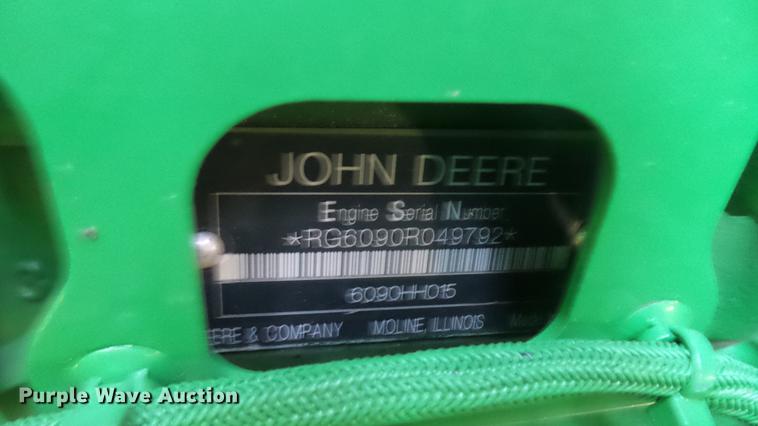 JOHN DEERE
Engine Serial Number
*RG6090R049792*
6090HH015
ERE & COMPANY MOLINE, ILLINOIS
Purple Wave Auction